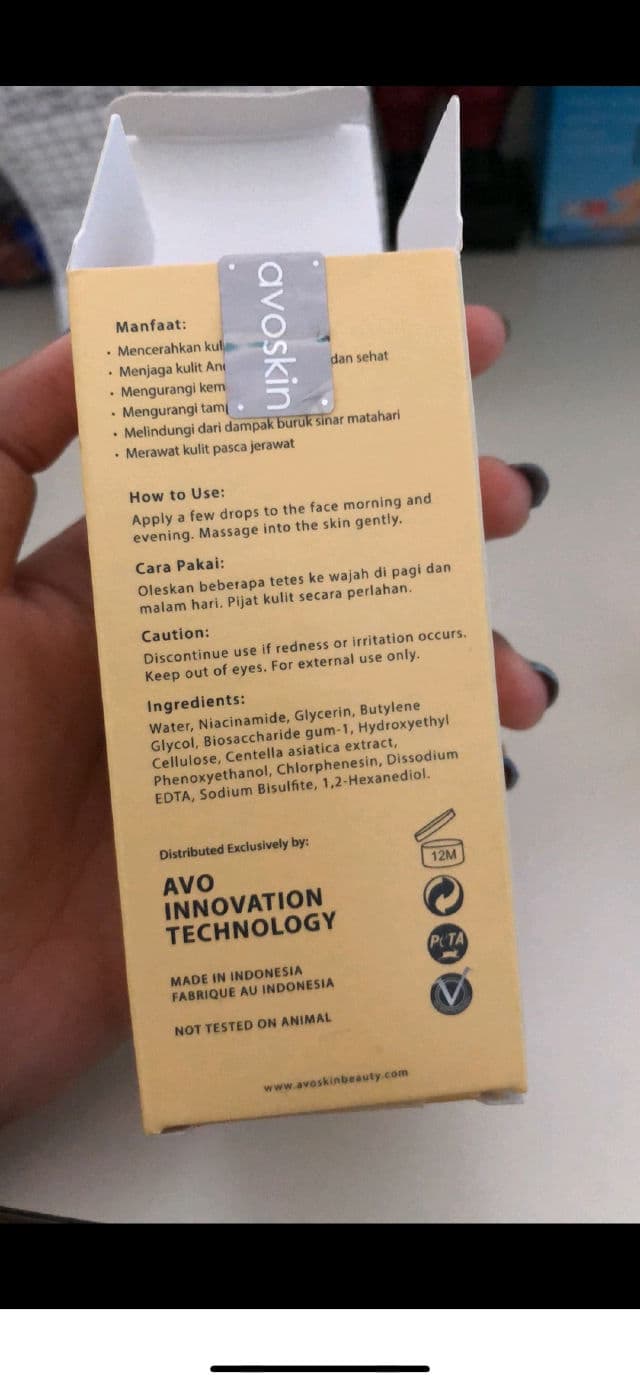 avoskin
Manfaat:
• Mencerahkan
• Menjaga kulit dan sehat
• Mengurangi
• Mengurangi
• Melindungi dari dampak buruk sinar matahari
• Merawat kulit pasca jerawat
How to Use:
Apply a few drops to the face morning and
evening. Massage into the skin gently.
Cara Pakai:
Oleskan beberapa tetes ke wajah di pagi dan
malam hari. Pijat kulit secara perlahan.
Caution:
Discontinue use if redness or irritation occurs.
Keep out of eyes. For external use only.
Ingredients:
Water, Niacinamide, Glycerin, Butylene
Glycol, Biosaccharide gum-1, Hydroxyethyl
Cellulose, Centella asiatica extract,
Phenoxyethanol, Chlorphenesin, Dissodium
EDTA, Sodium Bisulfite, 1,2-Hexanediol.
Distributed Exclusively by:
12M
AVO
INNOVATION
TECHNOLOGY
PETA
MADE IN INDONESIA
FABRIQUE AU INDONESIA
V
NOT TESTED ON ANIMAL
www.avoskinbeauty.com